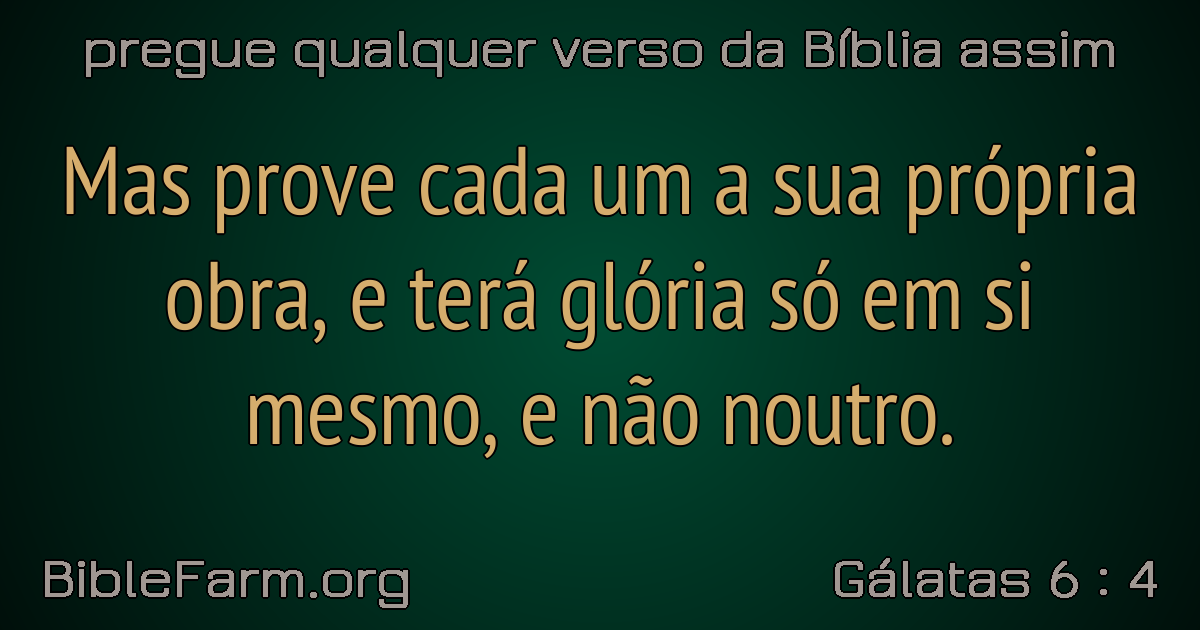 pregue qualquer verso da Bíblia assim
Mas prove cada um a sua própria
obra, e terá glória só em si
mesmo, e não noutro.
BibleFarm.org
Gálatas 6 : 4